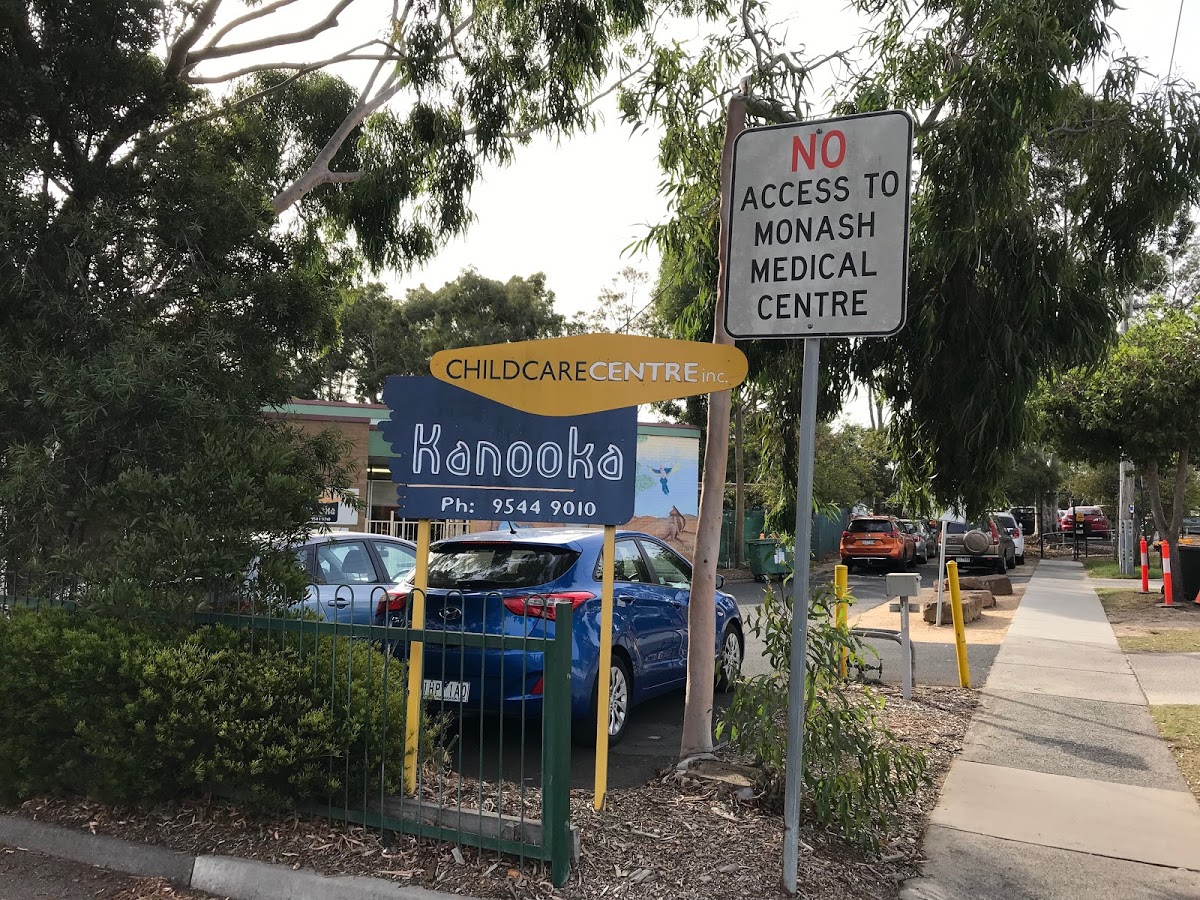 NO
ACCESS TO
MONASH
MEDICAL
CENTRE
CHILDCARECENTRE inc.
Kanooka
Ph: 9544 9010